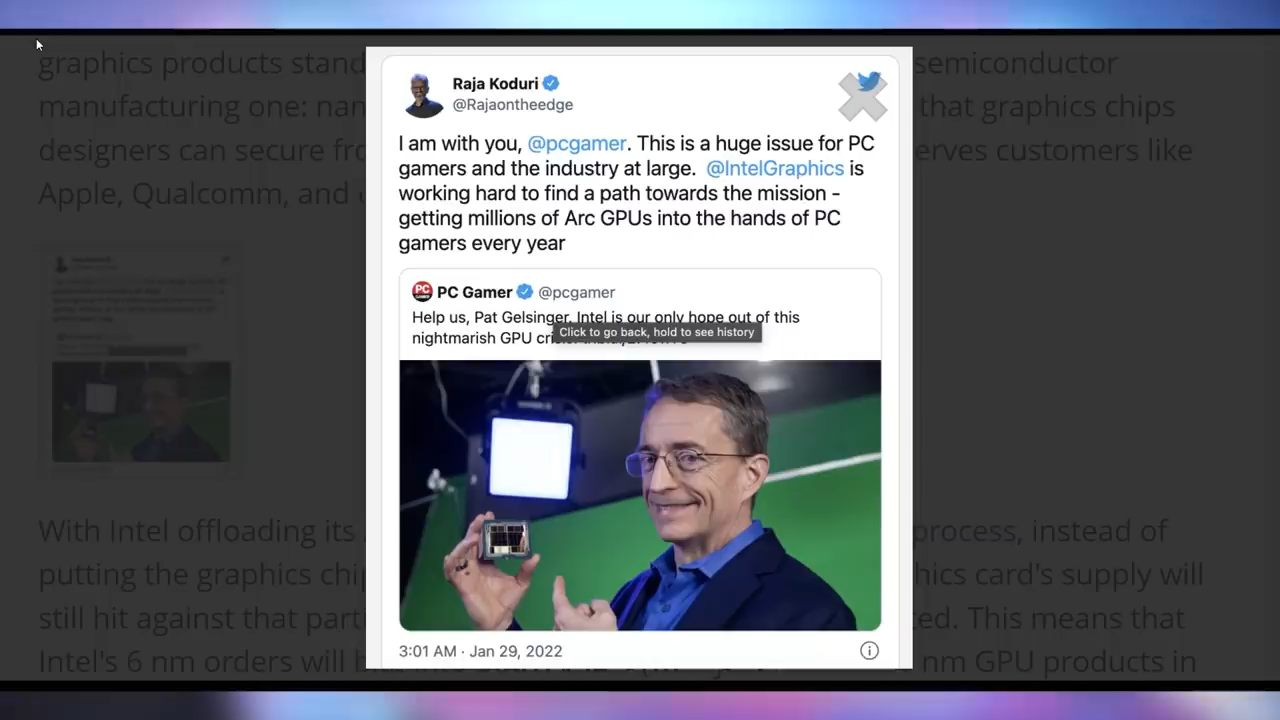 graphics products stand
semiconductor
manufacturing one: nan
that graphics chips
designers can secure fro
erves customers like
Apple, Qualcomm, and
Raja Koduri
@Rajaontheedge
I am with you, @pcgamer. This is a huge issue for PC
gamers and the industry at large. @IntelGraphics is
working hard to find a path towards the mission -
getting millions of Arc GPUs into the hands of PC
gamers every year
PC Gamer @pcgamer
Help us, Pat Gelsinger. Intel is our only hope out of this
nightmarish GPU
Click to go back, hold to see history
3:01 AM · Jan 29, 2022
With Intel offloading its
process, instead of
putting the graphics chip
hics card's supply will
still hit against that part
ed. This means that
Intel's 6 nm orders will
nm GPU products in